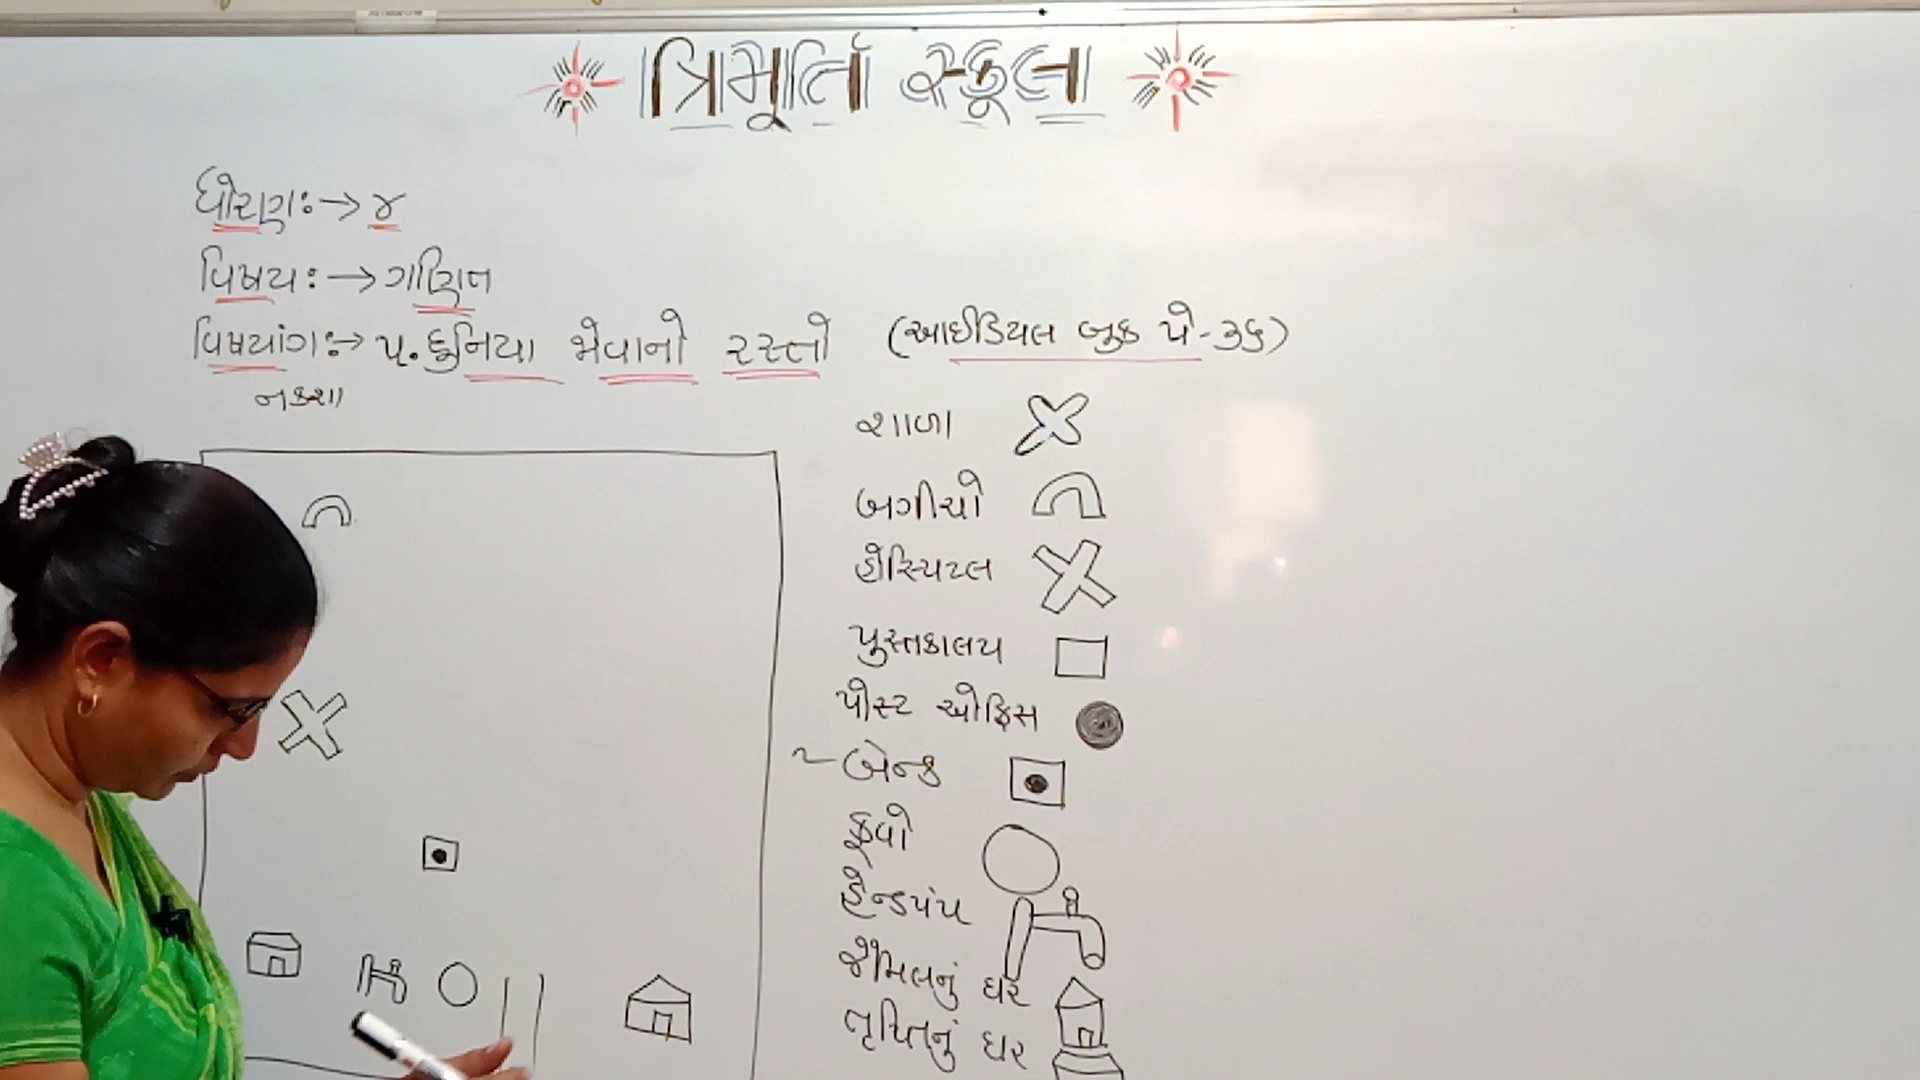 ત્રિમૂર્તિ સ્કૂલ
ધોરણ:→ ૪
વિષય:→ ગણિત
વિષયાંગ:→ ૫. દુનિયા જોવાનો રસ્તો (આઈડિયલ બુક પે-૩૬)
નકશા
શાળા
બગીચો
હોસ્પિટલ
પુસ્તકાલય
પોસ્ટ ઓફિસ
બેન્ક
કૂવો
હેન્ડપંપ
જૈમિલનું ઘર
તૃપ્તિનું ઘર